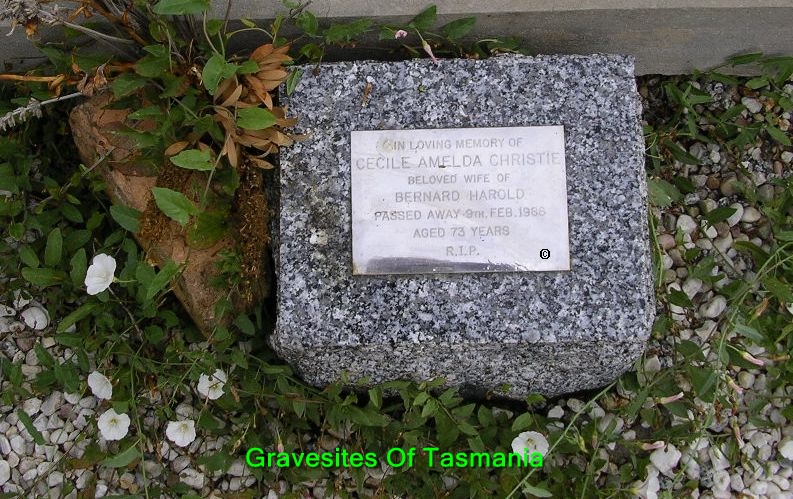 IN LOVING MEMORY OF
CECILE AMELDA CHRISTIE
BELOVED WIFE OF
BERNARD HAROLD
PASSED AWAY 9TH. FEB. 1986
AGED 73 YEARS
R.I.P.
©
Gravesites Of Tasmania